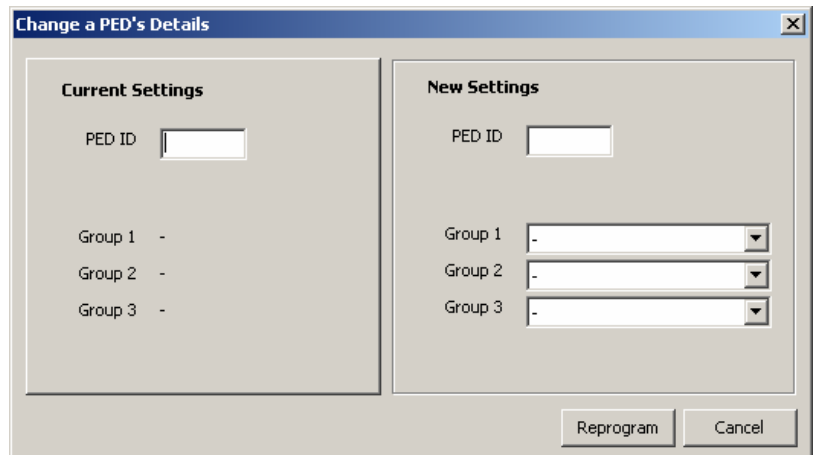 Change a PED's Details
Current Settings
PED ID
Group 1 -
Group 2 -
Group 3 -
New Settings
PED ID
Group 1 -
Group 2 -
Group 3 -
Reprogram Cancel